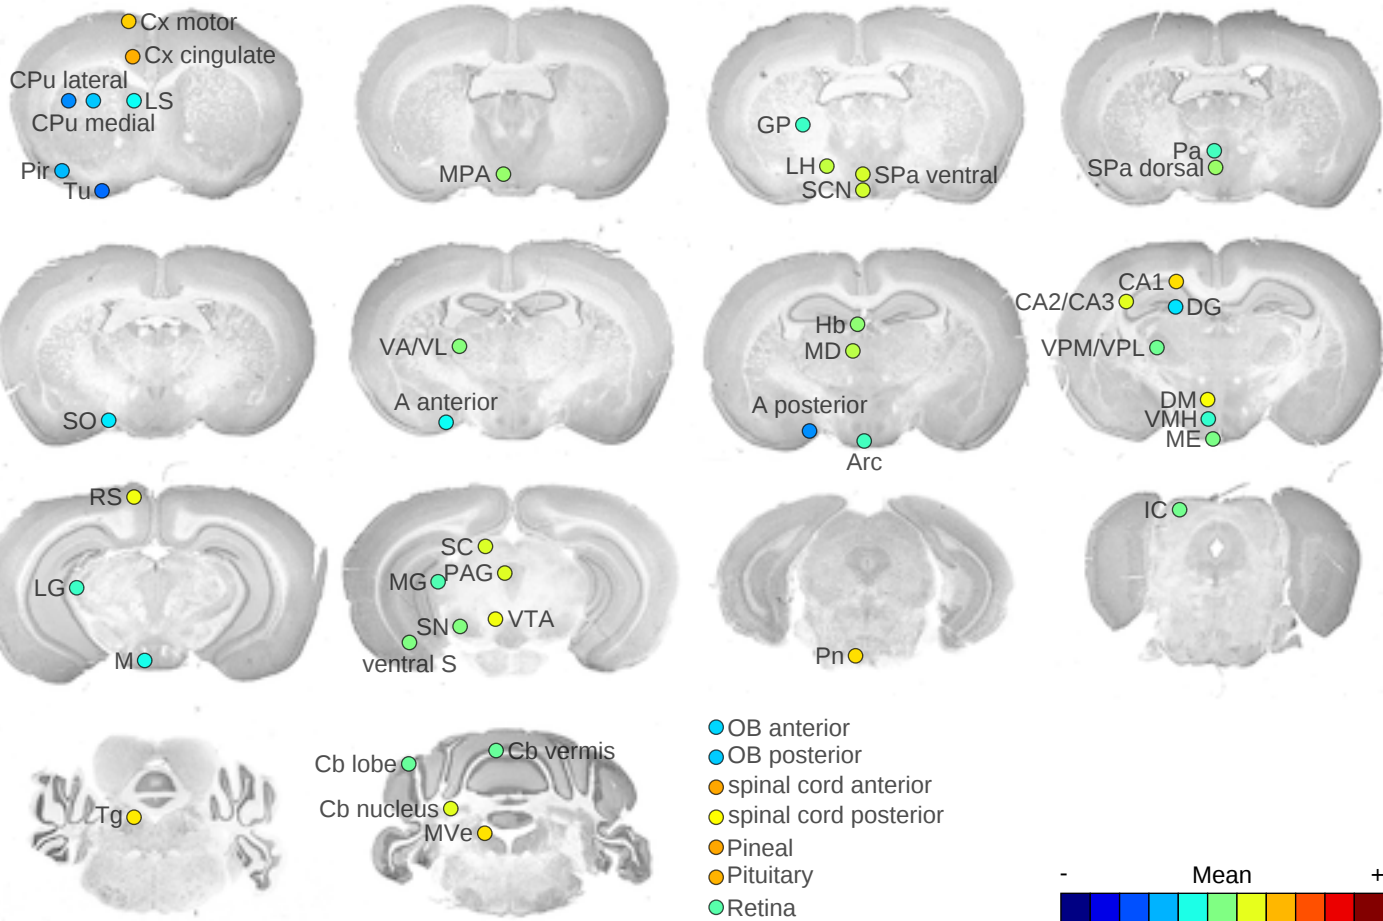 Cx motor
Cx cingulate
CPu lateral
LS
CPu medial
Pir
Tu
MPA
GP
LH
SPa ventral
SCN
Pa
SPa dorsal
SO
VA/VL
A anterior
Hb
MD
A posterior
Arc
CA1
CA2/CA3
DG
VPM/VPL
DM
VMH
ME
RS
LG
M
SC
PAG
MG
VTA
SN
ventral S
Pn
IC
Tg
Cb lobe
Cb vermis
Cb nucleus
MVe
OB anterior
OB posterior
spinal cord anterior
spinal cord posterior
Pineal
Pituitary
Retina
- Mean +